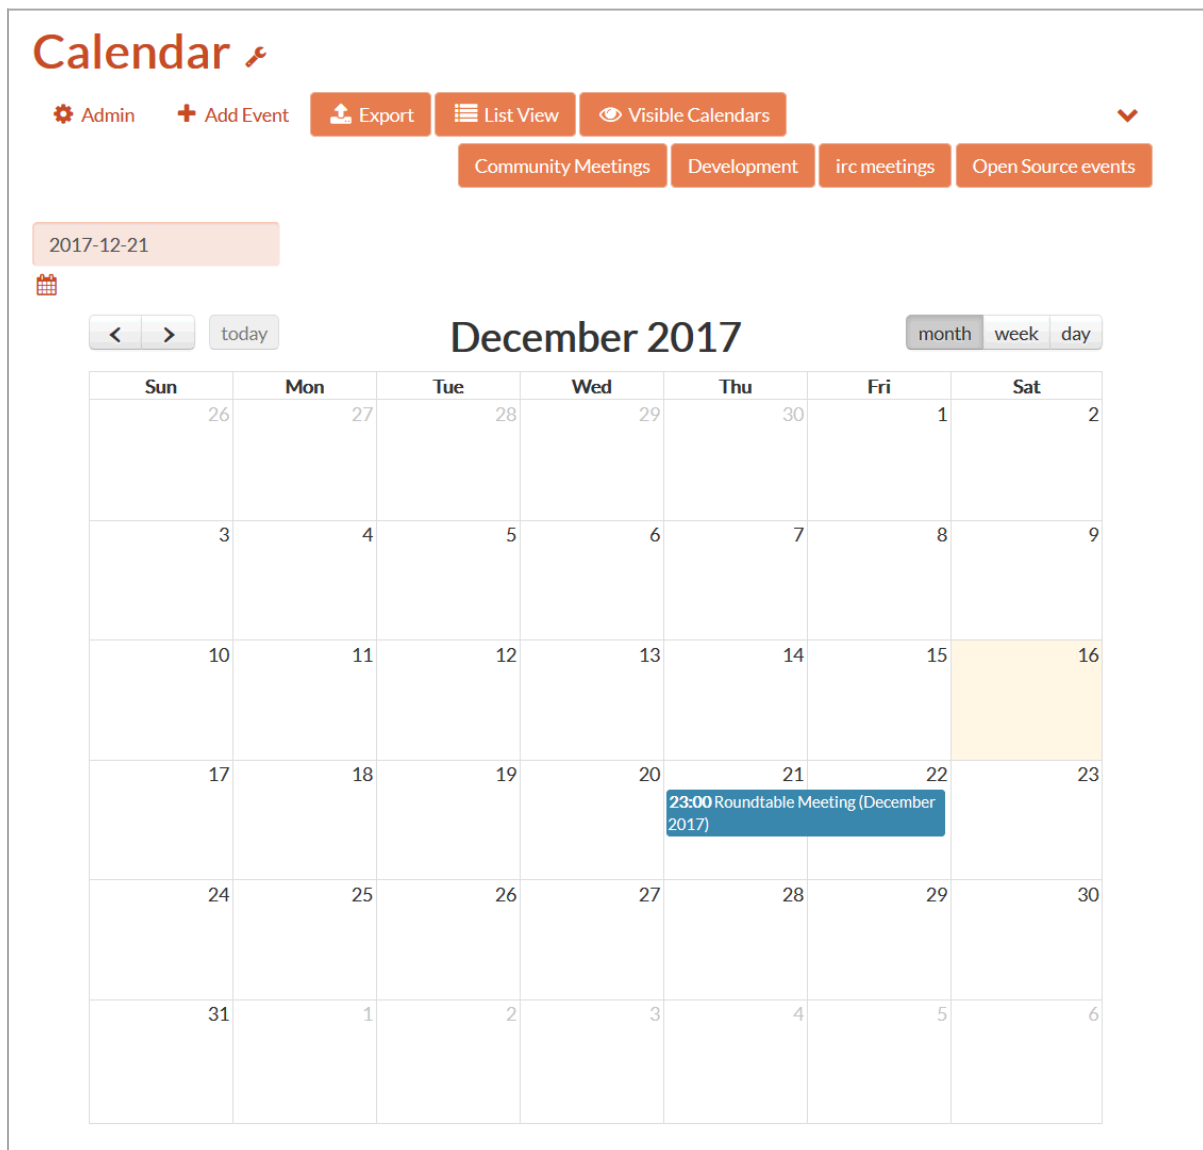 Calendar
Admin Add Event Export List View Visible Calendars
Community Meetings Development irc meetings Open Source events
2017-12-21
today December 2017 month week day
Sun Mon Tue Wed Thu Fri Sat
26 27 28 29 30 1 2
3 4 5 6 7 8 9
10 11 12 13 14 15 16
17 18 19 20 21 22 23
23:00 Roundtable Meeting (December
2017)
24 25 26 27 28 29 30
31 1 2 3 4 5 6